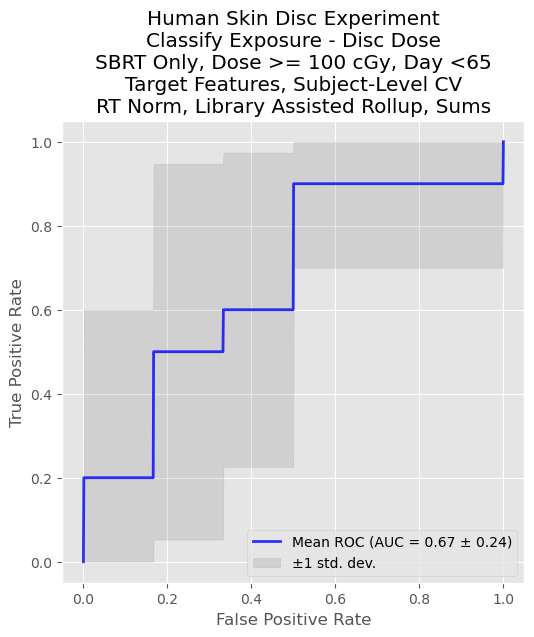 Human Skin Disc Experiment
Classify Exposure - Disc Dose
SBRT Only, Dose >= 100 cGy, Day <65
Target Features, Subject-Level CV
RT Norm, Library Assisted Rollup, Sums
1.0
0.8
0.6
0.4
0.2
0.0
True Positive Rate
Mean ROC (AUC = 0.67 ± 0.24)
±1 std. dev.
0.0 0.2 0.4 0.6 0.8 1.0
False Positive Rate